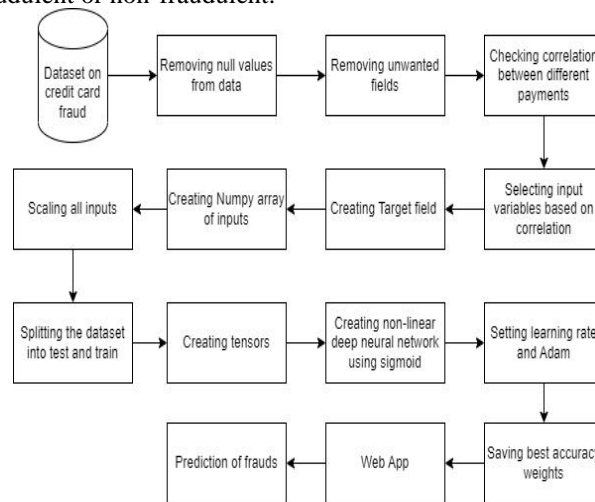 or non-fraudulent.
Dataset on
credit card
fraud
Removing null values
from data
Removing unwanted
fields
Checking correlation
between different
payments
Selecting input
variables based on
correlation
Creating Target field
Creating Numpy array
of inputs
Scaling all inputs
Splitting the dataset
into test and train
Creating tensors
Creating non-linear
deep neural network
using sigmoid
Setting learning rate
and Adam
Saving best accuracy
weights
Web App
Prediction of frauds